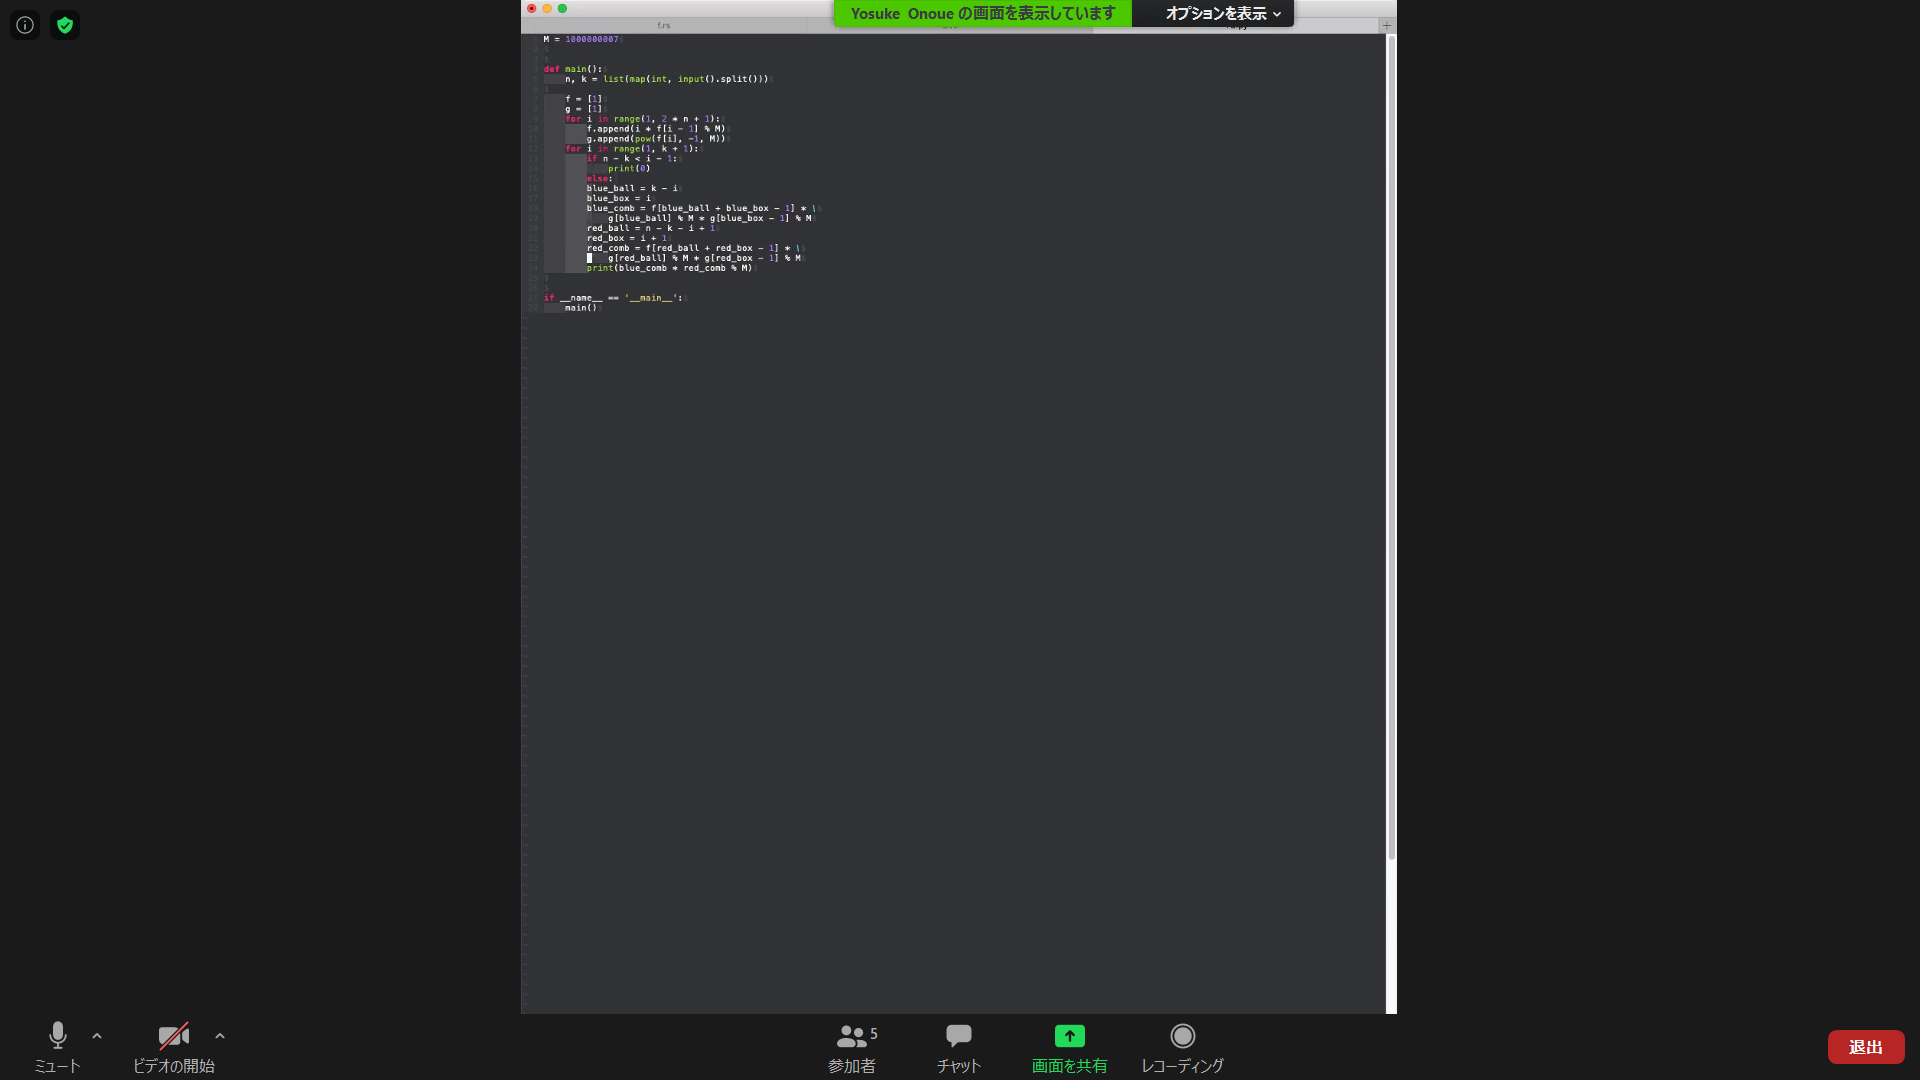 Yosuke Onoue の画面を表示しています
オプションを表示
f.rs
M = 1000000007
def main():
n, k = list(map(int, input().split()))
f = [1]
g = [1]
for i in range(1, 2 * n + 1):
f.append(i * f[i - 1] % M)
g.append(pow(f[i], -1, M))
for i in range(1, k + 1):
if n - k < i - 1:
print(0)
else:
blue_ball = k - i
blue_box = i
blue_comb = f[blue_ball + blue_box - 1] * \
g[blue_ball] % M * g[blue_box - 1] % M
red_ball = n - k - i + 1
red_box = i + 1
red_comb = f[red_ball + red_box - 1] * \
g[red_ball] % M * g[red_box - 1] % M
print(blue_comb * red_comb % M)
if __name__ == '__main__':
main()
ミュート
ビデオの開始
5
参加者
チャット
画面を共有
レコーディング
退出